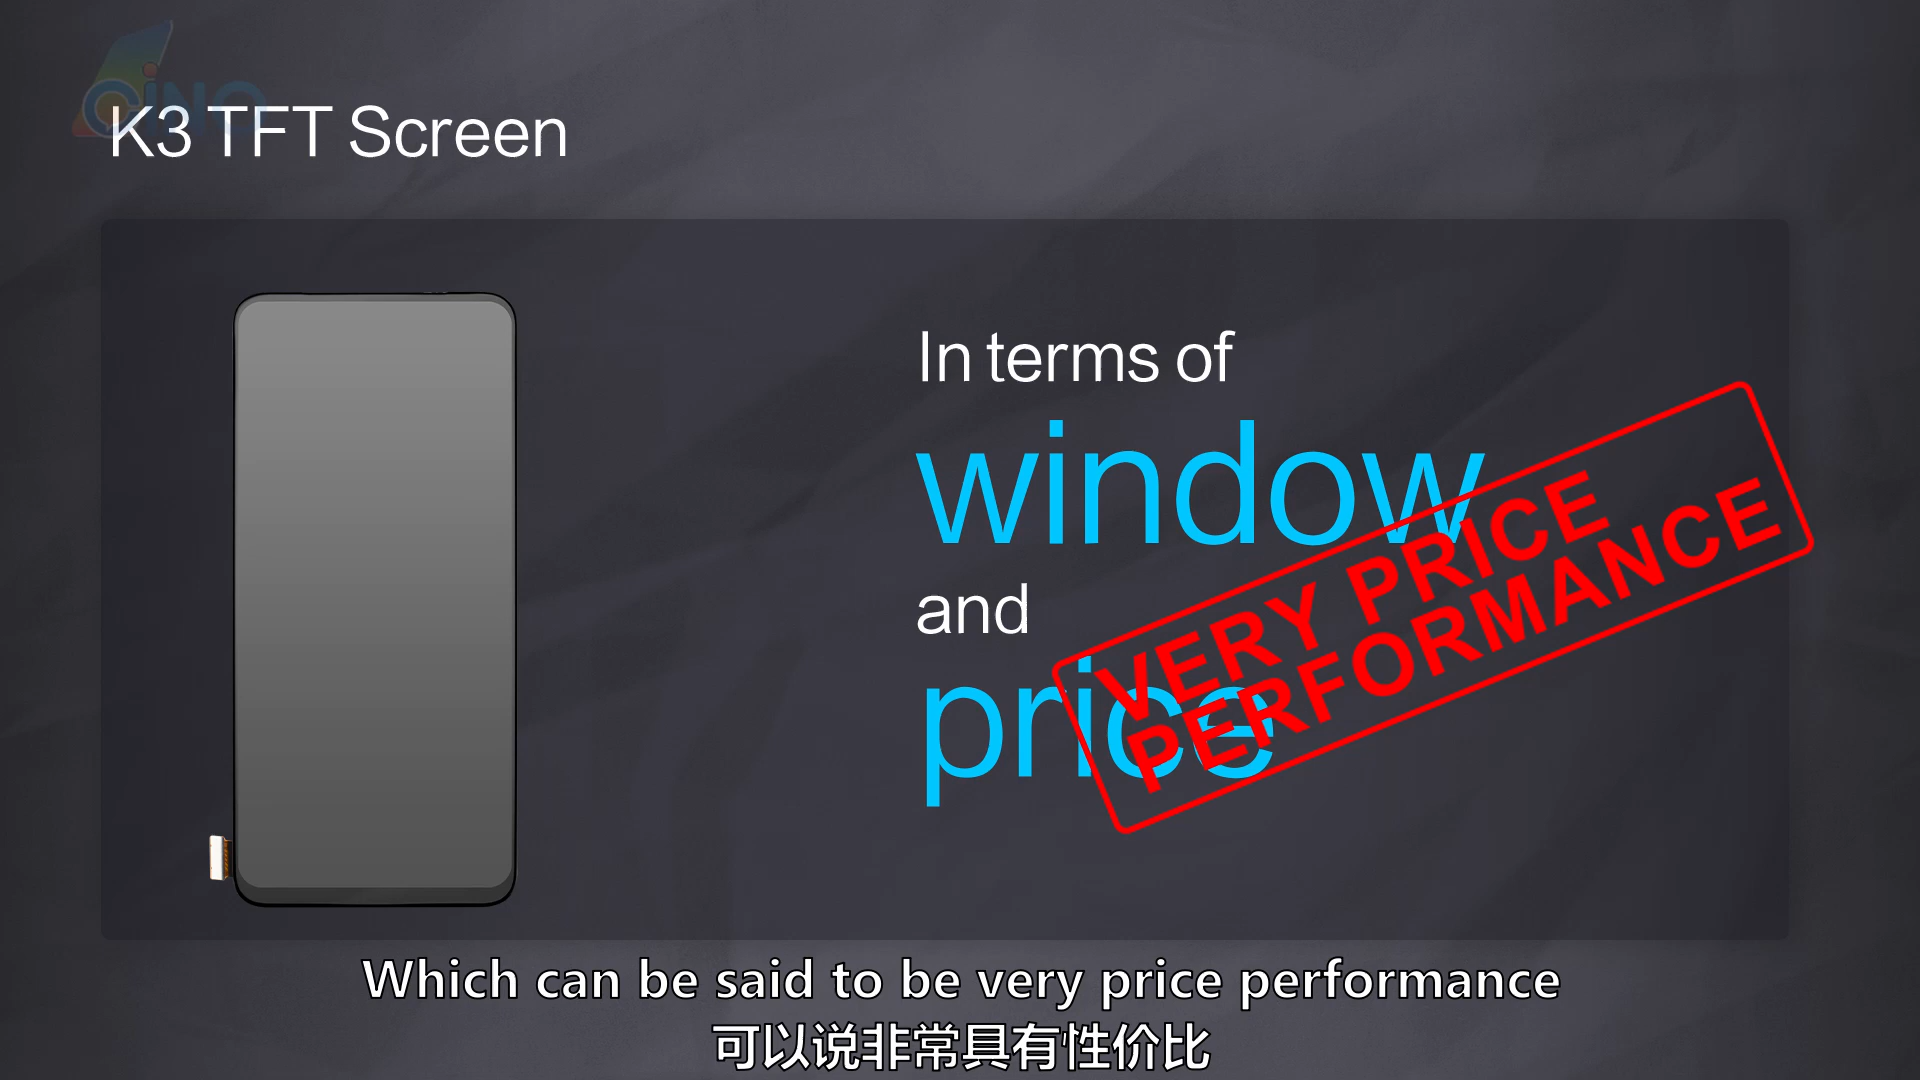 CiNO
K3 TFT Screen
In terms of
window
and
price
VERY PRICE
PERFORMANCE
Which can be said to be very price performance
可以说非常具有性价比